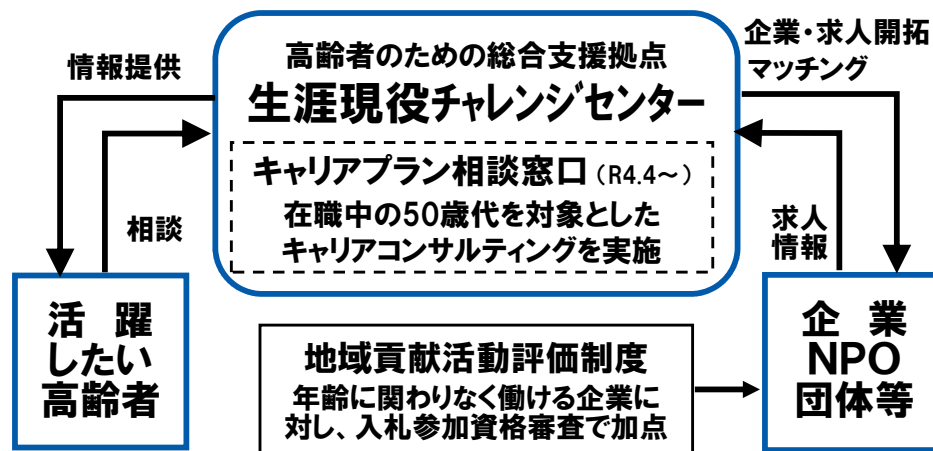 高齢者のための総合支援拠点
生涯現役チャレンジセンター
キャリアプラン相談窓口（R4.4～）
在職中の50歳代を対象とした
キャリアコンサルティングを実施
情報提供
相談
企業・求人開拓
マッチング
求人
情報
活躍
したい
高齢者
地域貢献活動評価制度
年齢に関わりなく働ける企業に
対し、入札参加資格審査で加点
企業
NPO
団体等